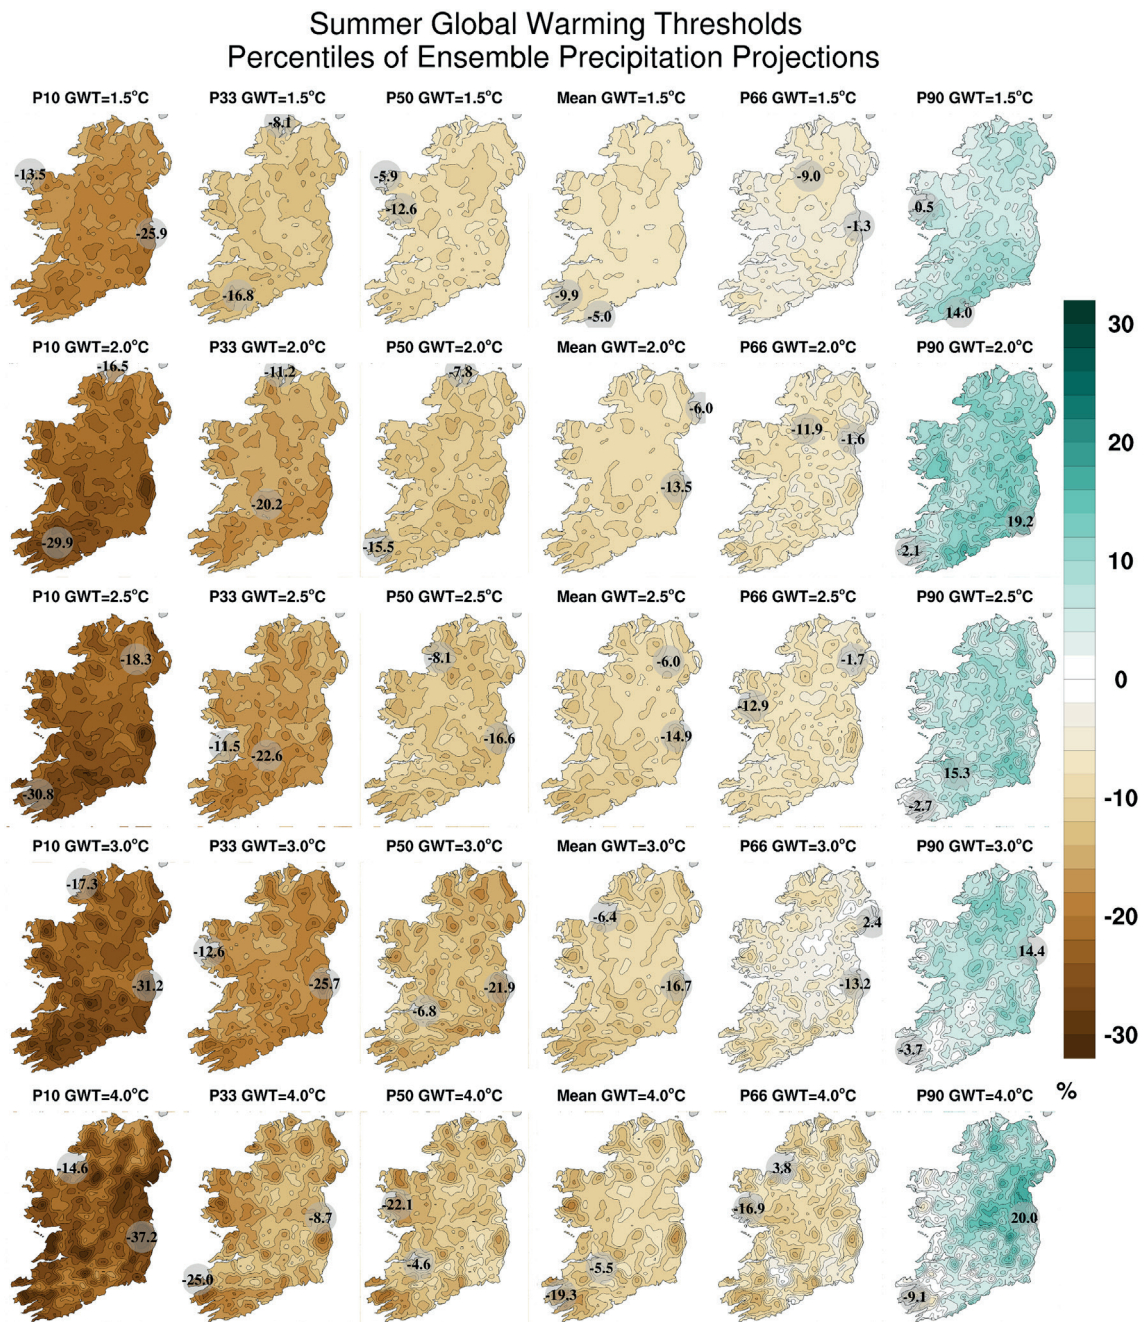 Summer Global Warming Thresholds
Percentiles of Ensemble Precipitation Projections
P10 GWT=1.5°C
P33 GWT=1.5°C
P50 GWT=1.5°C
Mean GWT=1.5°C
P66 GWT=1.5°C
P90 GWT=1.5°C
-13.5
-25.9
-8.1
-16.8
-5.9
-12.6
-9.9
-5.0
-9.0
-1.3
0.5
14.0
P10 GWT=2.0°C
P33 GWT=2.0°C
P50 GWT=2.0°C
Mean GWT=2.0°C
P66 GWT=2.0°C
P90 GWT=2.0°C
-16.5
-29.9
-11.2
-20.2
-7.8
-15.5
-6.0
-13.5
-11.9
-1.6
19.2
2.1
P10 GWT=2.5°C
P33 GWT=2.5°C
P50 GWT=2.5°C
Mean GWT=2.5°C
P66 GWT=2.5°C
P90 GWT=2.5°C
-18.3
-30.8
-11.5
-22.6
-8.1
-16.6
-6.0
-14.9
-1.7
-12.9
15.3
-2.7
P10 GWT=3.0°C
P33 GWT=3.0°C
P50 GWT=3.0°C
Mean GWT=3.0°C
P66 GWT=3.0°C
P90 GWT=3.0°C
-17.3
-31.2
-12.6
-25.7
-21.9
-6.8
-6.4
-16.7
2.4
-13.2
14.4
-3.7
P10 GWT=4.0°C
P33 GWT=4.0°C
P50 GWT=4.0°C
Mean GWT=4.0°C
P66 GWT=4.0°C
P90 GWT=4.0°C
-14.6
-37.2
-8.7
-25.0
-22.1
-4.6
-5.5
-19.3
3.8
-16.9
20.0
-9.1
30
20
10
0
-10
-20
-30
%